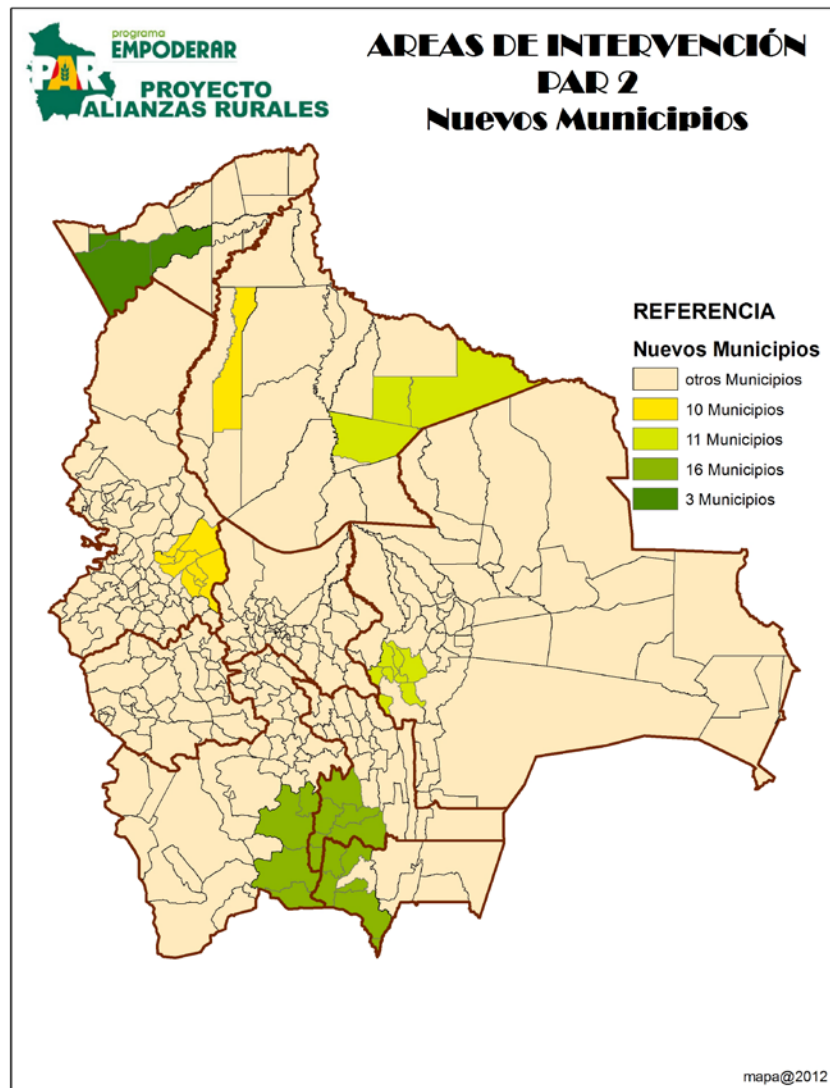 programa
EMPODERAR
PAR
PROYECTO
ALIANZAS RURALES
AREAS DE INTERVENCIÓN
PAR 2
Nuevos Municipios
REFERENCIA
Nuevos Municipios
otros Municipios
10 Municipios
11 Municipios
16 Municipios
3 Municipios
mapa@2012